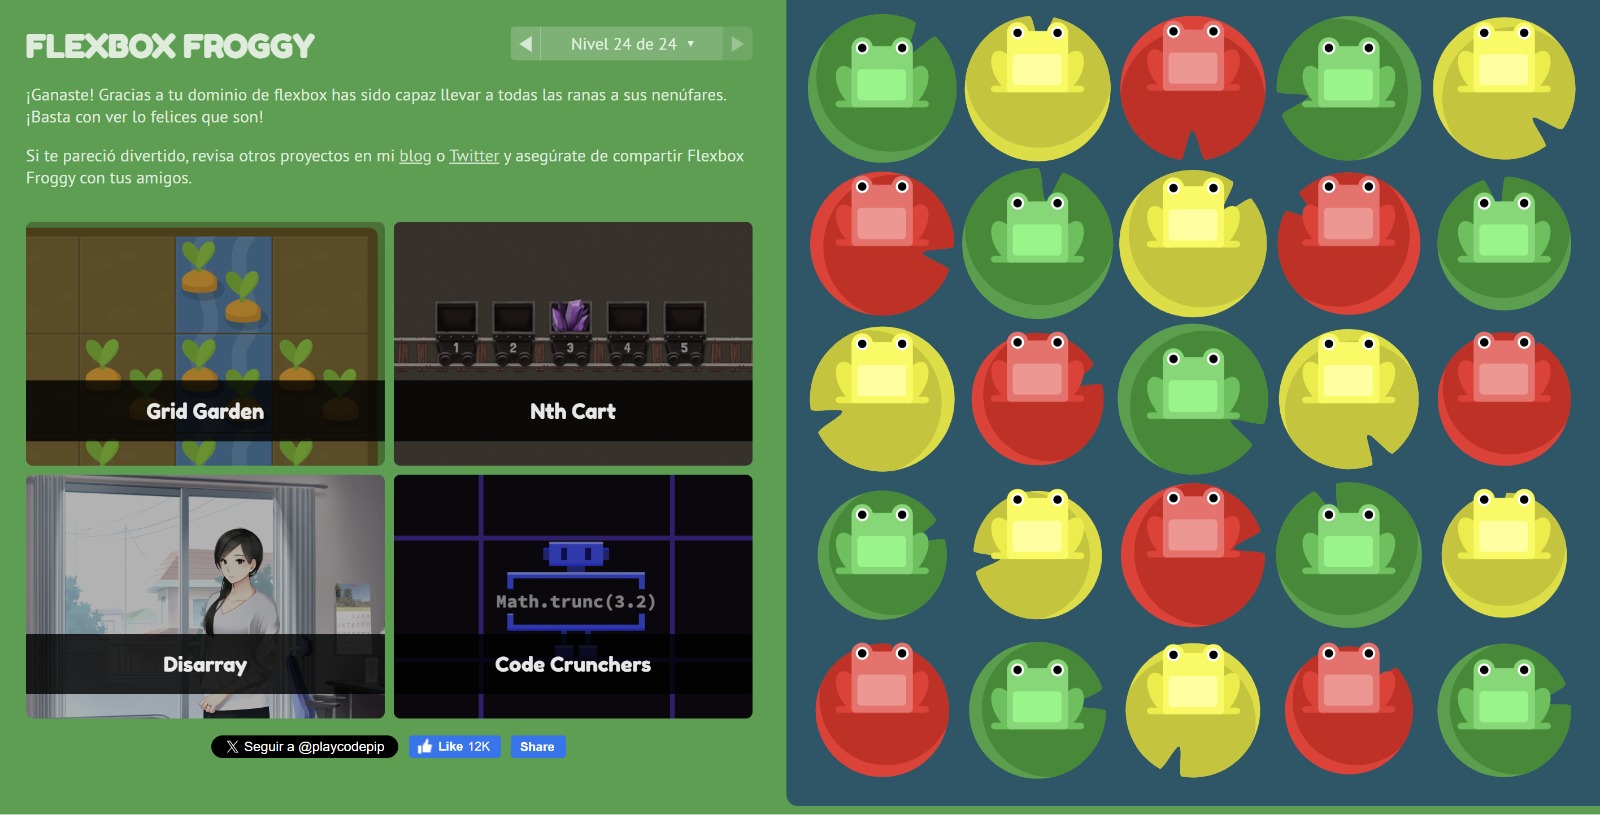 FLEXBOX FROGGY
Nivel 24 de 24
¡Ganaste! Gracias a tu dominio de flexbox has sido capaz llevar a todas las ranas a sus nenúfares.
¡Basta con ver lo felices que son!
Si te pareció divertido, revisa otros proyectos en mi blog o Twitter y asegúrate de compartir Flexbox
Froggy con tus amigos.
Grid Garden
1 2 3 4 5
Nth Cart
Disarray
Math.trunc(3.2)
Code Crunchers
Seguir a @playcodepip
Like 12K
Share